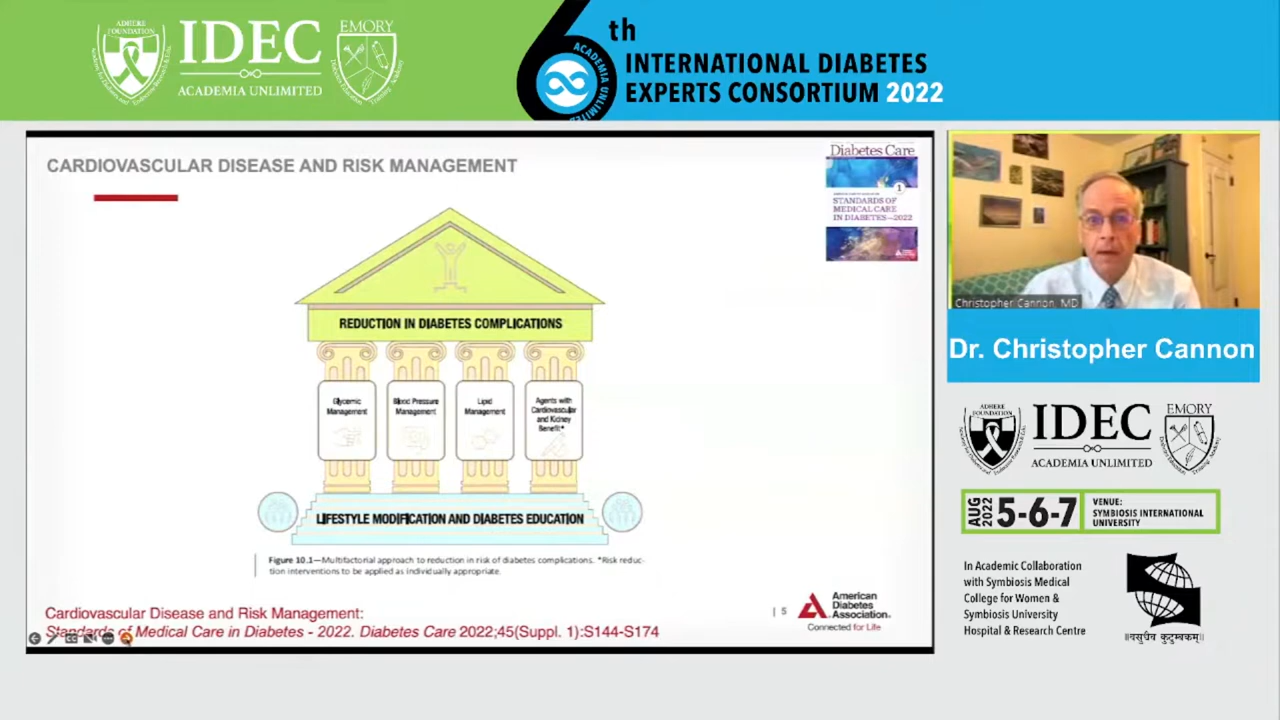 ADHERE
FOUNDATION
IDEC
ACADEMIA UNLIMITED
EMORY
6th
ACADEMIA UNLIMITED
INTERNATIONAL DIABETES
EXPERTS CONSORTIUM 2022
CARDIOVASCULAR DISEASE AND RISK MANAGEMENT
Diabetes Care
1
STANDARDS OF
MEDICAL CARE
IN DIABETES—2022
REDUCTION IN DIABETES COMPLICATIONS
Glycemic
Management
Blood Pressure
Management
Lipid
Management
Agents with
Cardiovascular
and Kidney
Benefit*
LIFESTYLE MODIFICATION AND DIABETES EDUCATION
Figure 10.1—Multifactorial approach to reduction in risk of diabetes complications. *Risk reduc-
tion interventions to be applied as individually appropriate.
Cardiovascular Disease and Risk Management:
Standards of Medical Care in Diabetes - 2022. Diabetes Care 2022;45(Suppl. 1):S144-S174
| 5
American
Diabetes
Association®
Connected for Life
Christopher Cannon, MD
Dr. Christopher Cannon
ADHERE
FOUNDATION
IDEC
ACADEMIA UNLIMITED
EMORY
AUG
2022
5-6-7
VENUE:
SYMBIOSIS INTERNATIONAL
UNIVERSITY
In Academic Collaboration
with Symbiosis Medical
College for Women &
Symbiosis University
Hospital & Research Centre
॥वसुधैव कुटुम्बकम्॥